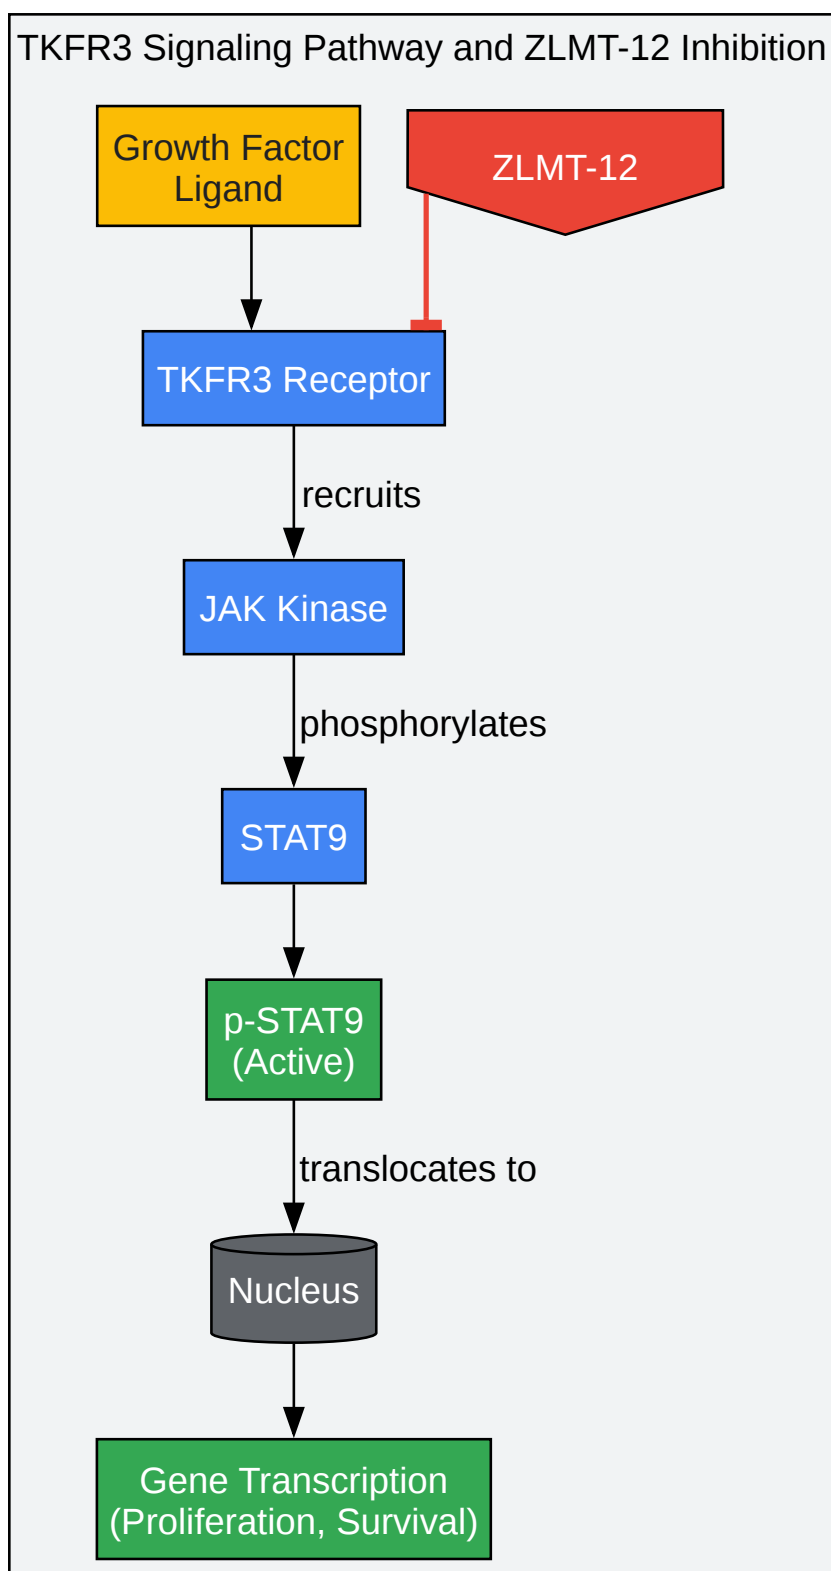 TKFR3 Signaling Pathway and ZLMT-12 Inhibition
Growth Factor
Ligand
ZLMT-12
TKFR3 Receptor
recruits
JAK Kinase
phosphorylates
STAT9
p-STAT9
(Active)
translocates to
Nucleus
Gene Transcription
(Proliferation, Survival)